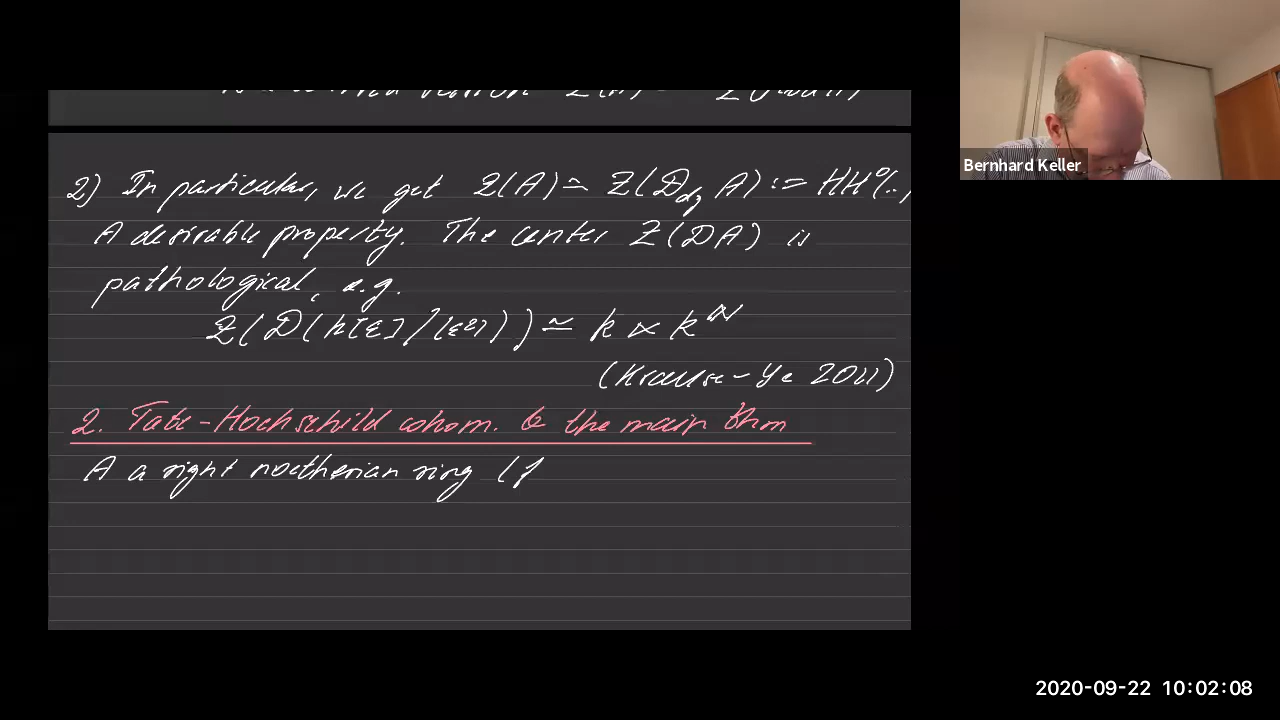 2) In particular, we get Z(A) ≃ Z(D_dg A) := HH⁰(..
A desirable property. The center Z(DA) is
pathological, e.g.
Z(D(k[ε]/(ε²))) ≃ k ⋉ k^ℕ
(Krause-Ye 2011)
2. Tate-Hochschild cohom. & the main thm
A a right noetherian ring (
Bernhard Keller
2020-09-22 10:02:08